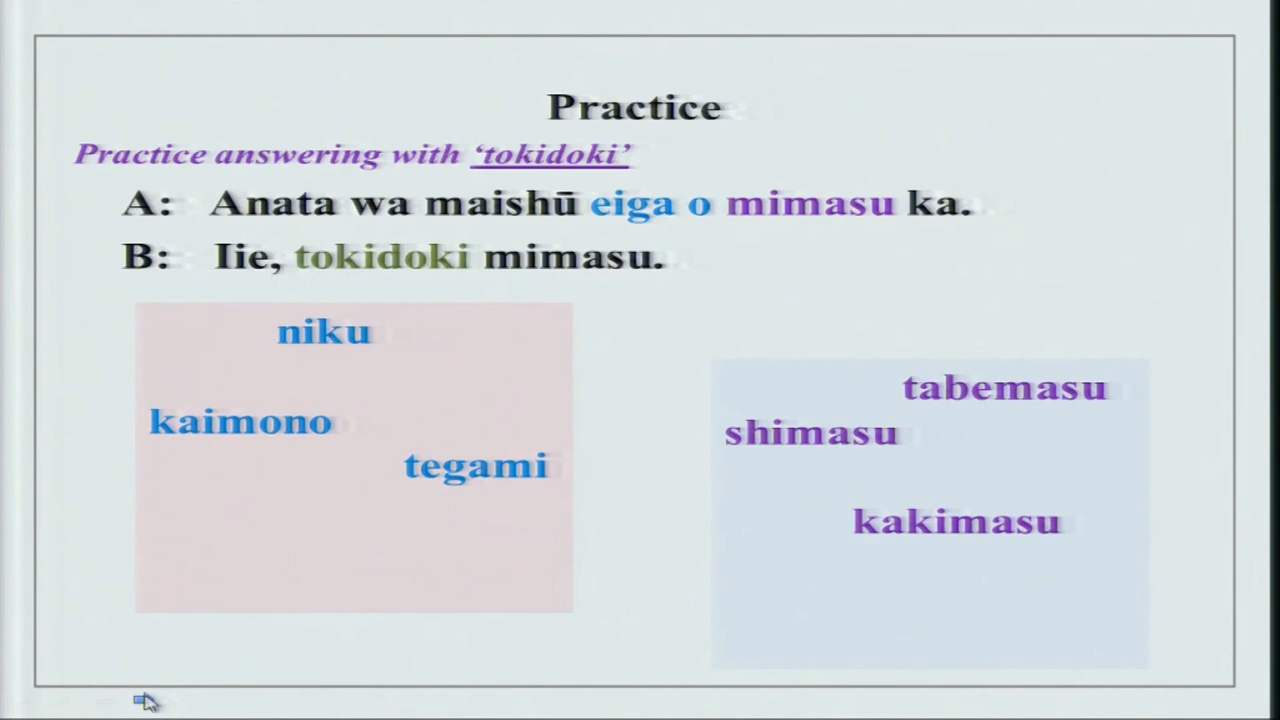 Practice
Practice answering with ‘tokidoki’
A: Anata wa maishū eiga o mimasu ka.
B: Iie, tokidoki mimasu.
niku
kaimono
tegami
tabemasu
shimasu
kakimasu